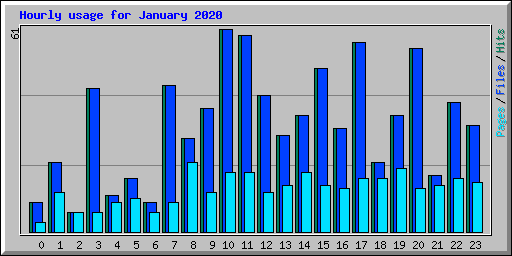 Hourly usage for January 2020
61
Pages/Files/Hits
0 1 2 3 4 5 6 7 8 9 10 11 12 13 14 15 16 17 18 19 20 21 22 23